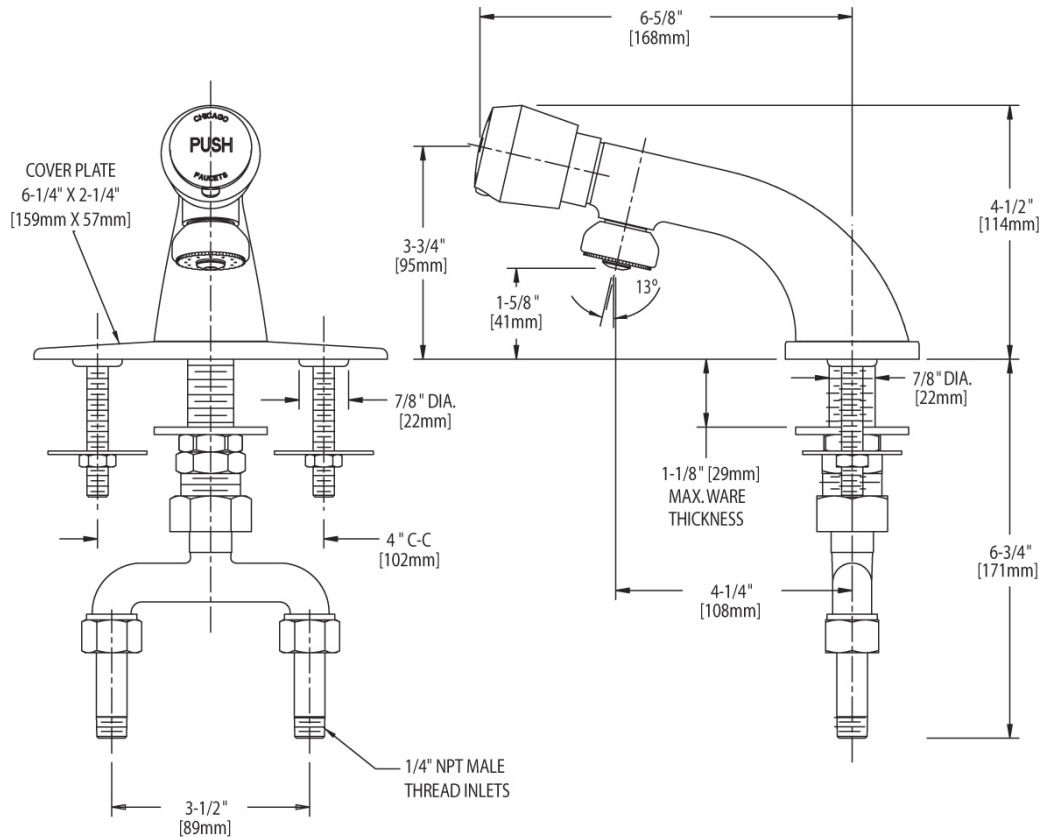 6-5/8"
[168mm]
CHICAGO
PUSH
FAUCETS
COVER PLATE
6-1/4" X 2-1/4"
[159mm X 57mm]
3-3/4"
[95mm]
4-1/2"
[114mm]
1-5/8"
[41mm]
13°
7/8" DIA.
[22mm]
7/8" DIA.
[22mm]
1-1/8" [29mm]
MAX. WARE
THICKNESS
4" C-C
[102mm]
6-3/4"
[171mm]
4-1/4"
[108mm]
1/4" NPT MALE
THREAD INLETS
3-1/2"
[89mm]